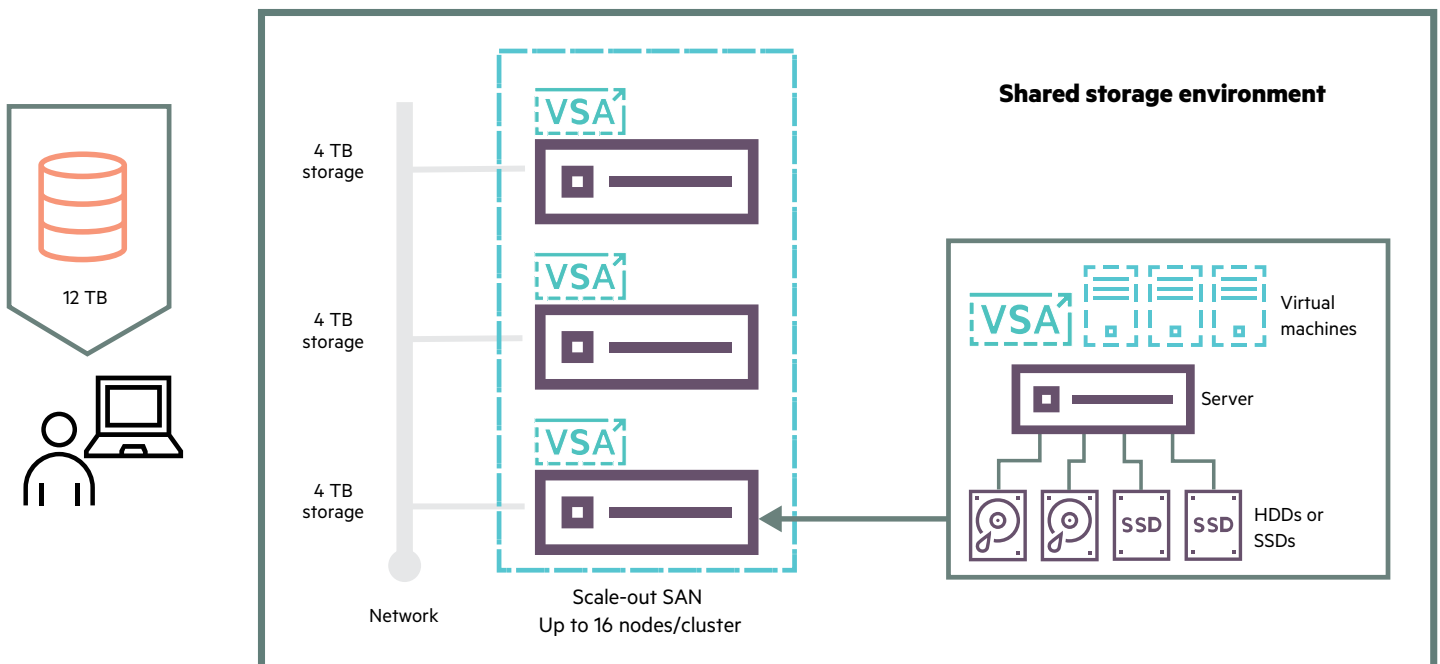 Shared storage environment
12 TB
VSA
4 TB
storage
VSA
4 TB
storage
VSA
4 TB
storage
Network
Scale-out SAN
Up to 16 nodes/cluster
VSA
Virtual
machines
Server
SSD
SSD
HDDs or
SSDs